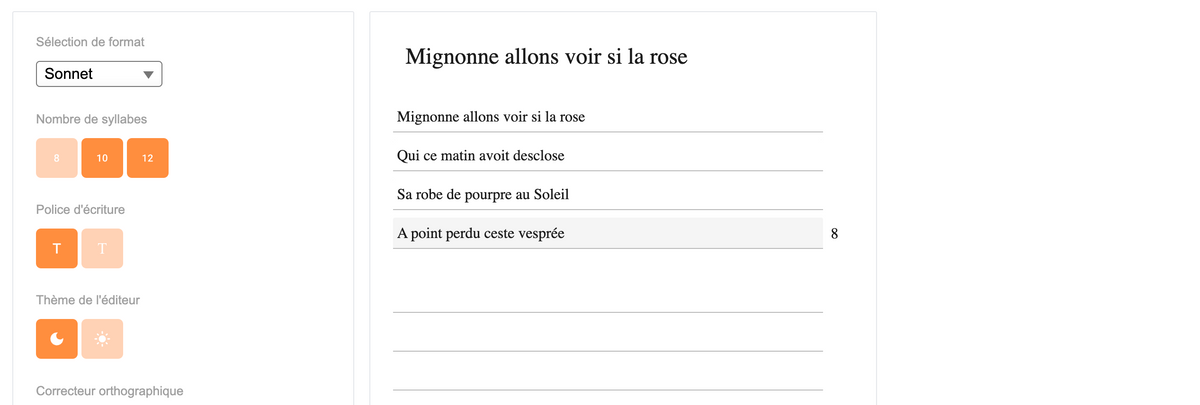 Sélection de format
Sonnet
Nombre de syllabes
8 10 12
Police d'écriture
T T
Thème de l'éditeur
Correcteur orthographique
Mignonne allons voir si la rose
Mignonne allons voir si la rose
Qui ce matin avoit desclose
Sa robe de pourpre au Soleil
A point perdu ceste vesprée 8